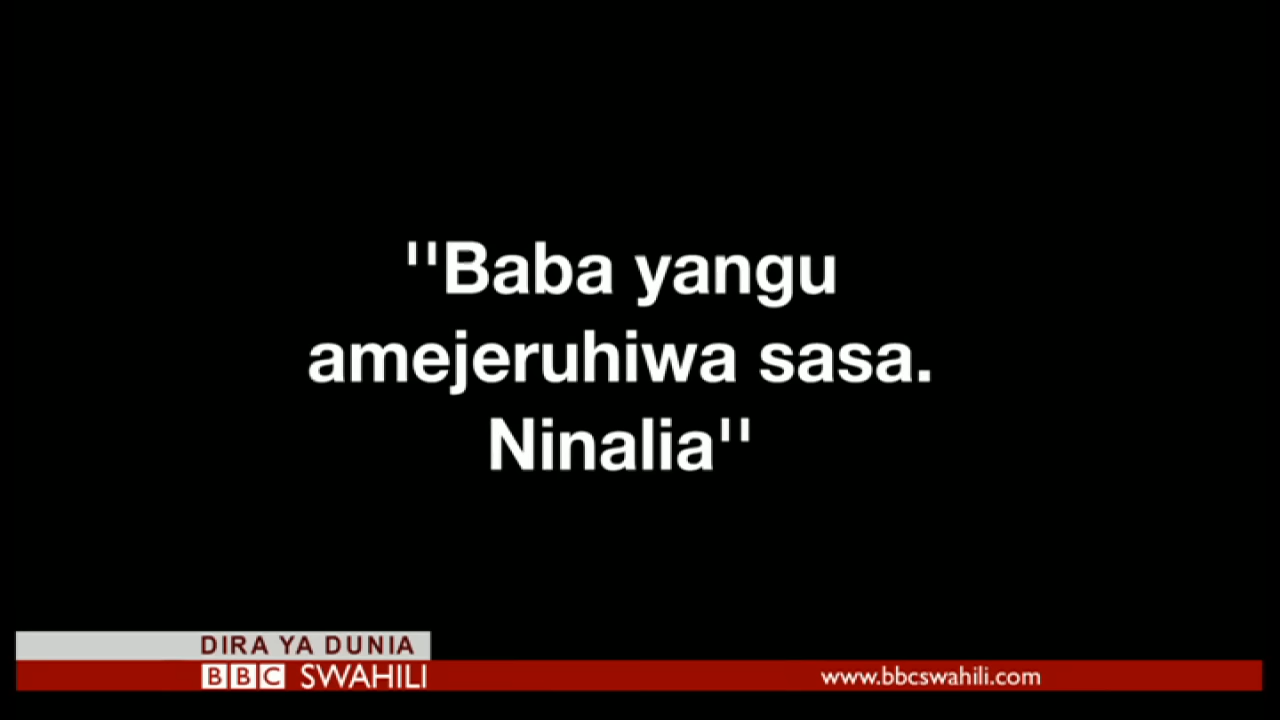 ''Baba yangu
amejeruhiwa sasa.
Ninalia''
DIRA YA DUNIA
BBC SWAHILI
www.bbcswahili.com